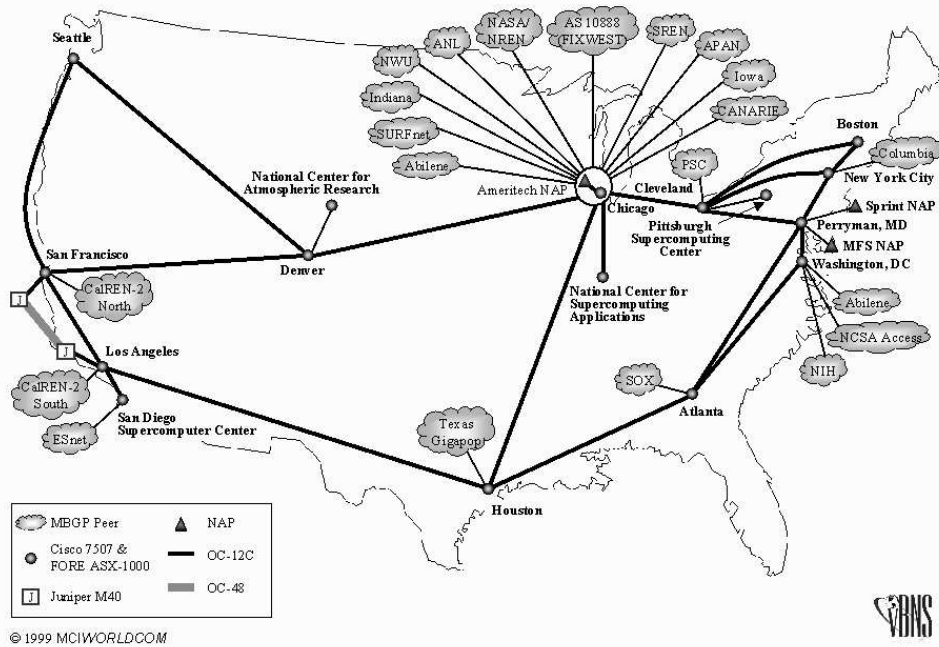 Seattle
NASA/
NREN
AS 10888
(FIXWEST)
SREN
ANL
APAN
NWU
Iowa
Indiana
CANARIE
SURFnet
Boston
Abilene
PSC
Columbia
National Center for
Atmospheric Research
Ameritech NAP
Cleveland
New York City
Chicago
Sprint NAP
Pittsburgh
Supercomputing
Center
Perryman, MD
MFS NAP
San Francisco
Denver
Washington, DC
CalREN-2
North
National Center for
Supercomputing
Applications
Abilene
J
NCSA Access
J
Los Angeles
NIH
CalREN-2
South
SOX
Atlanta
San Diego
Supercomputer Center
Texas
Gigapop
ESnet
Houston
MBGP Peer
NAP
Cisco 7507 &
FORE ASX-1000
OC-12C
J
Juniper M40
OC-48
vBNS
© 1999 MCIWORLDCOM